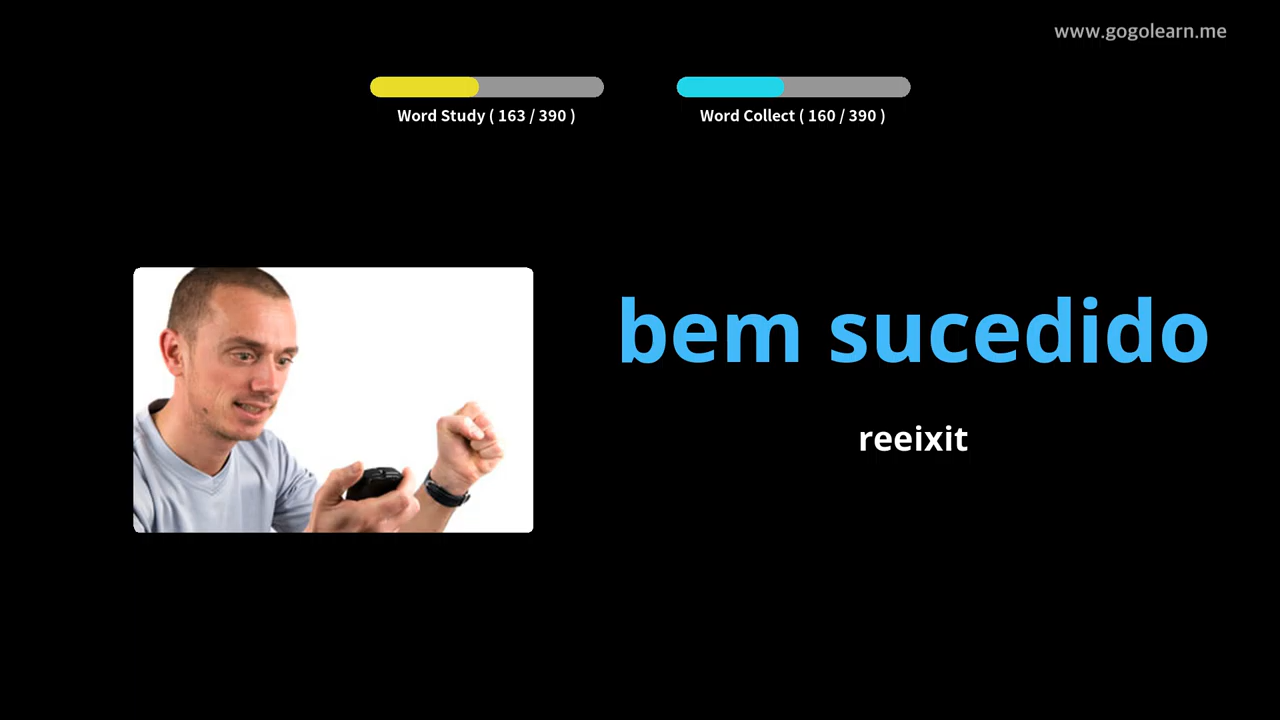 www.gogolearn.me
Word Study ( 163 / 390 )
Word Collect ( 160 / 390 )
bem sucedido
reeixit